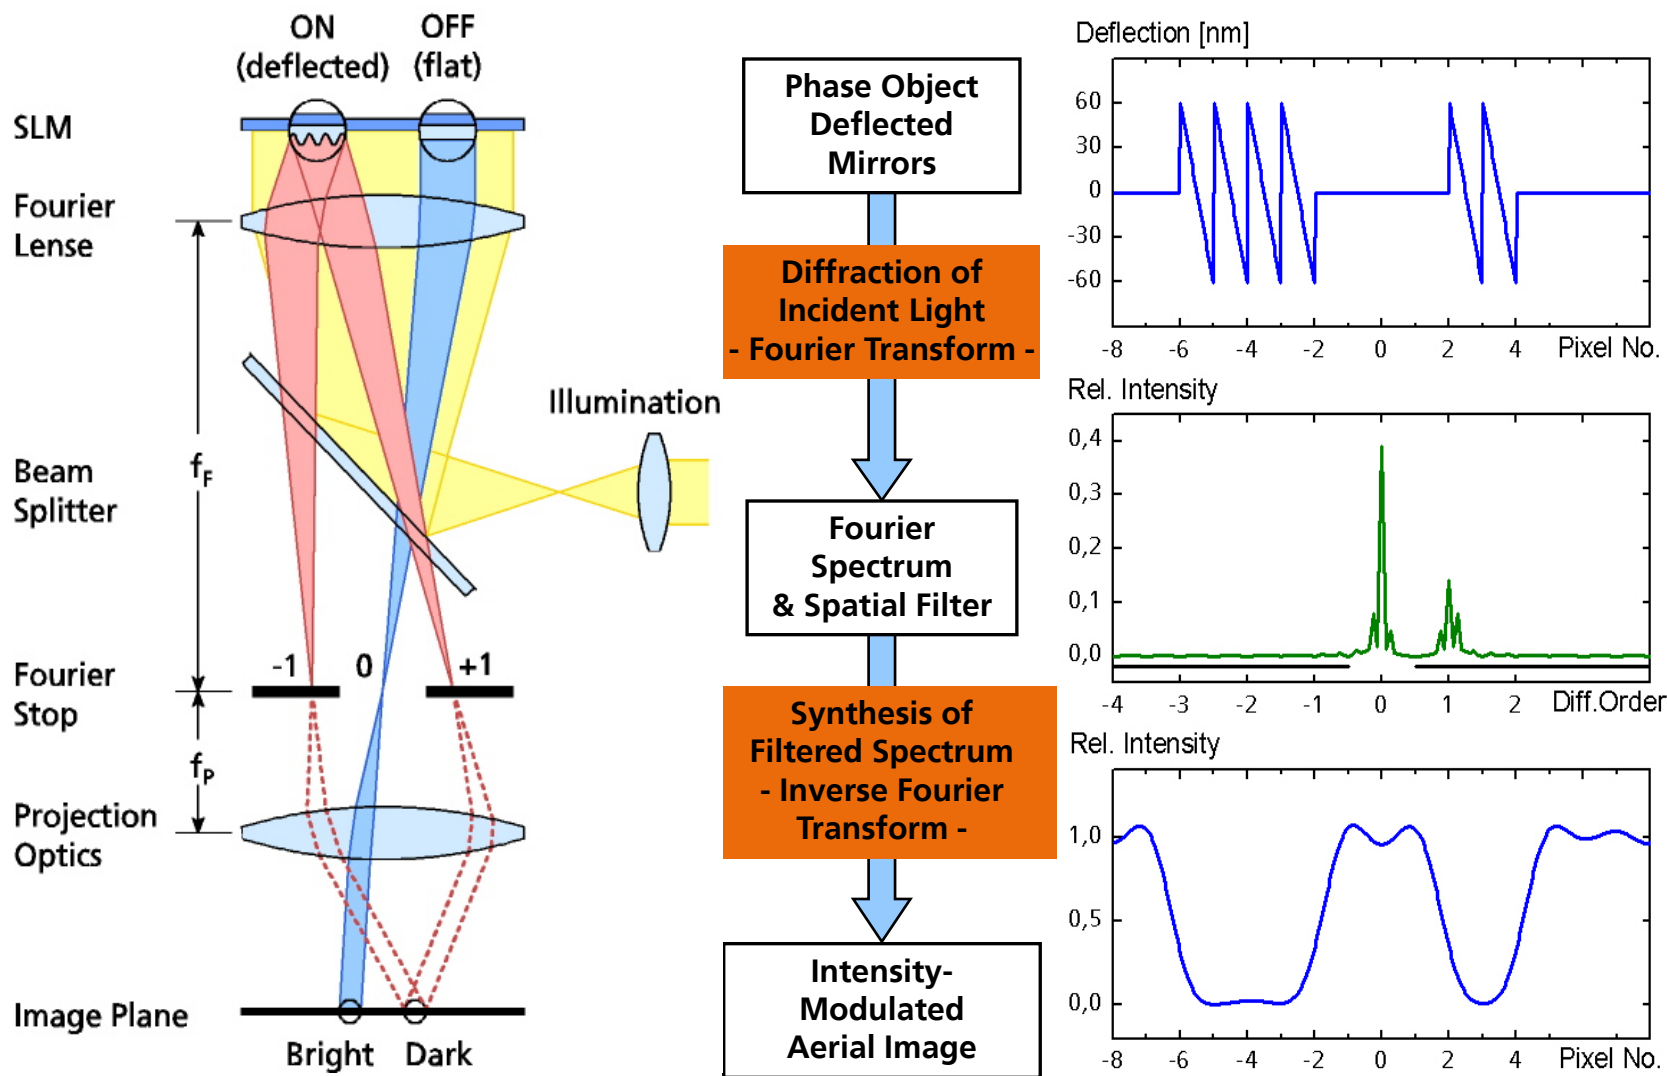 ON
(deflected)
OFF
(flat)
SLM
Fourier
Lense
f_F
Beam
Splitter
Illumination
-1
0
+1
Fourier
Stop
f_P
Projection
Optics
Image Plane
Bright
Dark
Phase Object
Deflected
Mirrors
Diffraction of
Incident Light
- Fourier Transform -
Fourier
Spectrum
& Spatial Filter
Synthesis of
Filtered Spectrum
- Inverse Fourier
Transform -
Intensity-
Modulated
Aerial Image
Deflection [nm]
60
30
0
-30
-60
-8 -6 -4 -2 0 2 4 Pixel No.
Rel. Intensity
0,4
0,3
0,2
0,1
0,0
-4 -3 -2 -1 0 1 2 Diff.Order
Rel. Intensity
1,0
0,5
0,0
-8 -6 -4 -2 0 2 4 Pixel No.